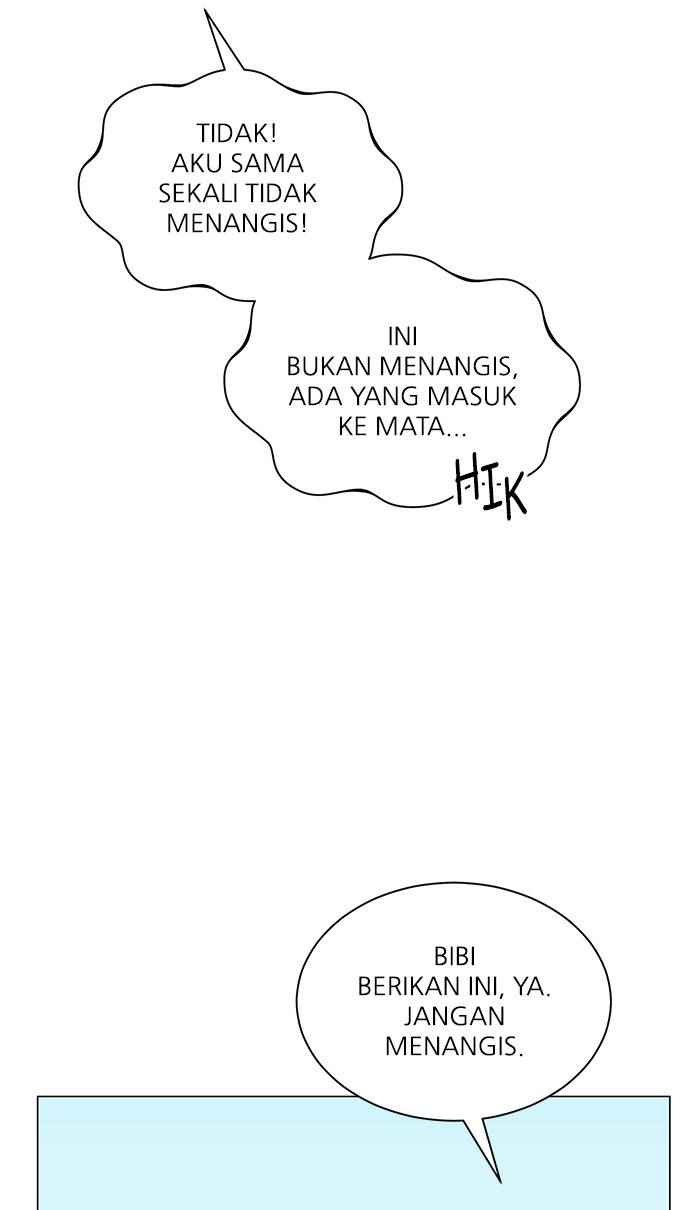 TIDAK!
AKU SAMA
SEKALI TIDAK
MENANGIS!
INI
BUKAN MENANGIS,
ADA YANG MASUK
KE MATA...
HIK
BIBI
BERIKAN INI, YA.
JANGAN
MENANGIS.